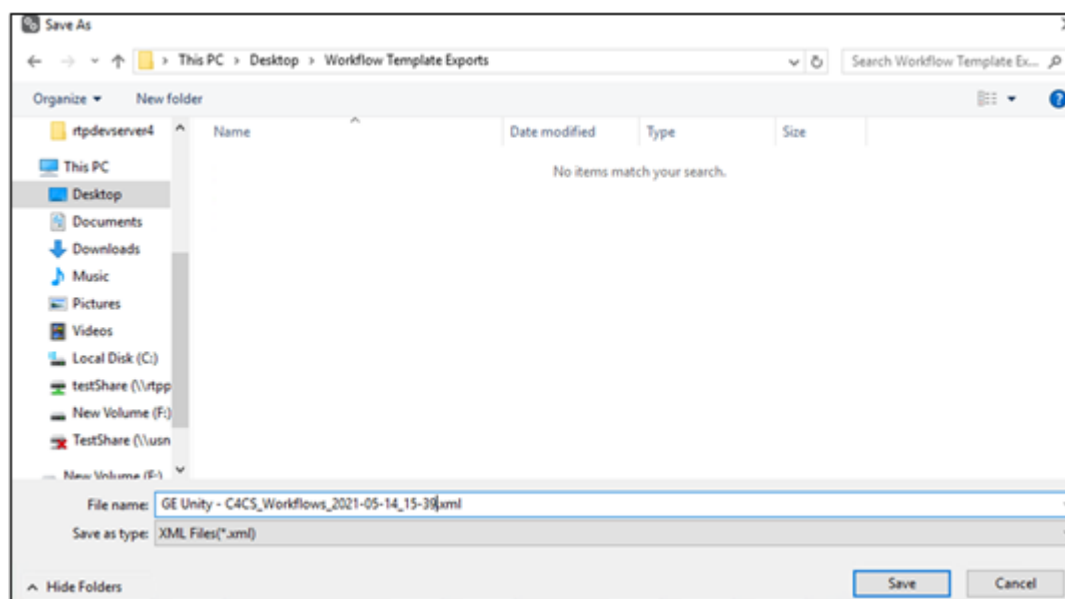 Save As
This PC > Desktop > Workflow Template Exports
Search Workflow Template Ex...
Organize
New folder
Name
Date modified
Type
Size
No items match your search.
rtpdevserver4
This PC
Desktop
Documents
Downloads
Music
Pictures
Videos
Local Disk (C:)
testShare (\\rtpp
New Volume (F:)
TestShare (\\usn
New Volume (F:)
File name: GE Unity - C4CS_Workflows_2021-05-14_15-39.xml
Save as type: XML Files(*.xml)
Hide Folders
Save
Cancel